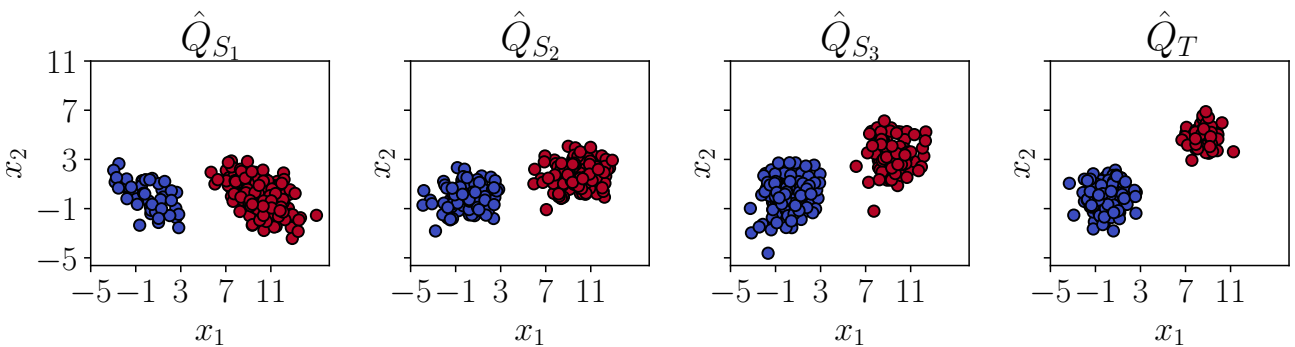 Q̂_{S_1} Q̂_{S_2} Q̂_{S_3} Q̂_T
11
7
3
−1
−5
x_2 x_2 x_2 x_2
−5 −1 3 7 11 −5 −1 3 7 11 −5 −1 3 7 11 −5 −1 3 7 11
x_1 x_1 x_1 x_1